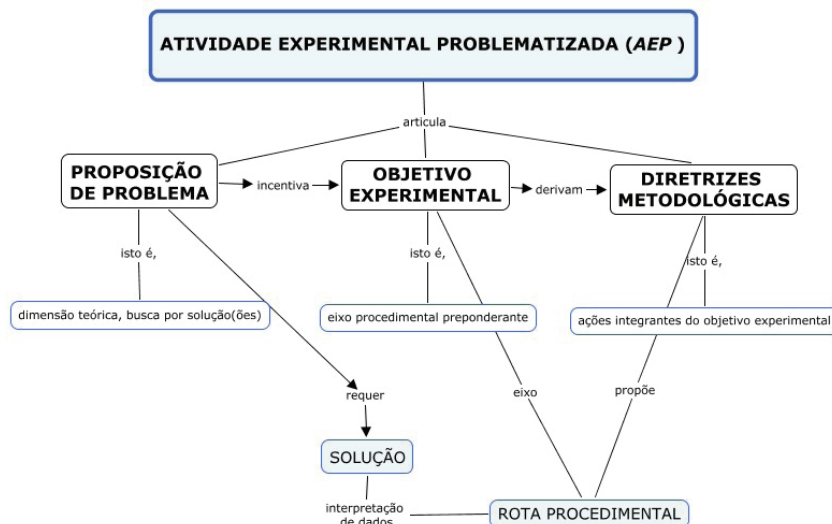 ATIVIDADE EXPERIMENTAL PROBLEMATIZADA (AEP )
articula
PROPOSIÇÃO
DE PROBLEMA
incentiva
OBJETIVO
EXPERIMENTAL
derivam
DIRETRIZES
METODOLÓGICAS
isto é,
isto é,
isto é,
dimensão teórica, busca por solução(ões)
eixo procedimental preponderante
ações integrantes do objetivo experimental
requer
eixo
propõe
SOLUÇÃO
interpretação
de dados
ROTA PROCEDIMENTAL